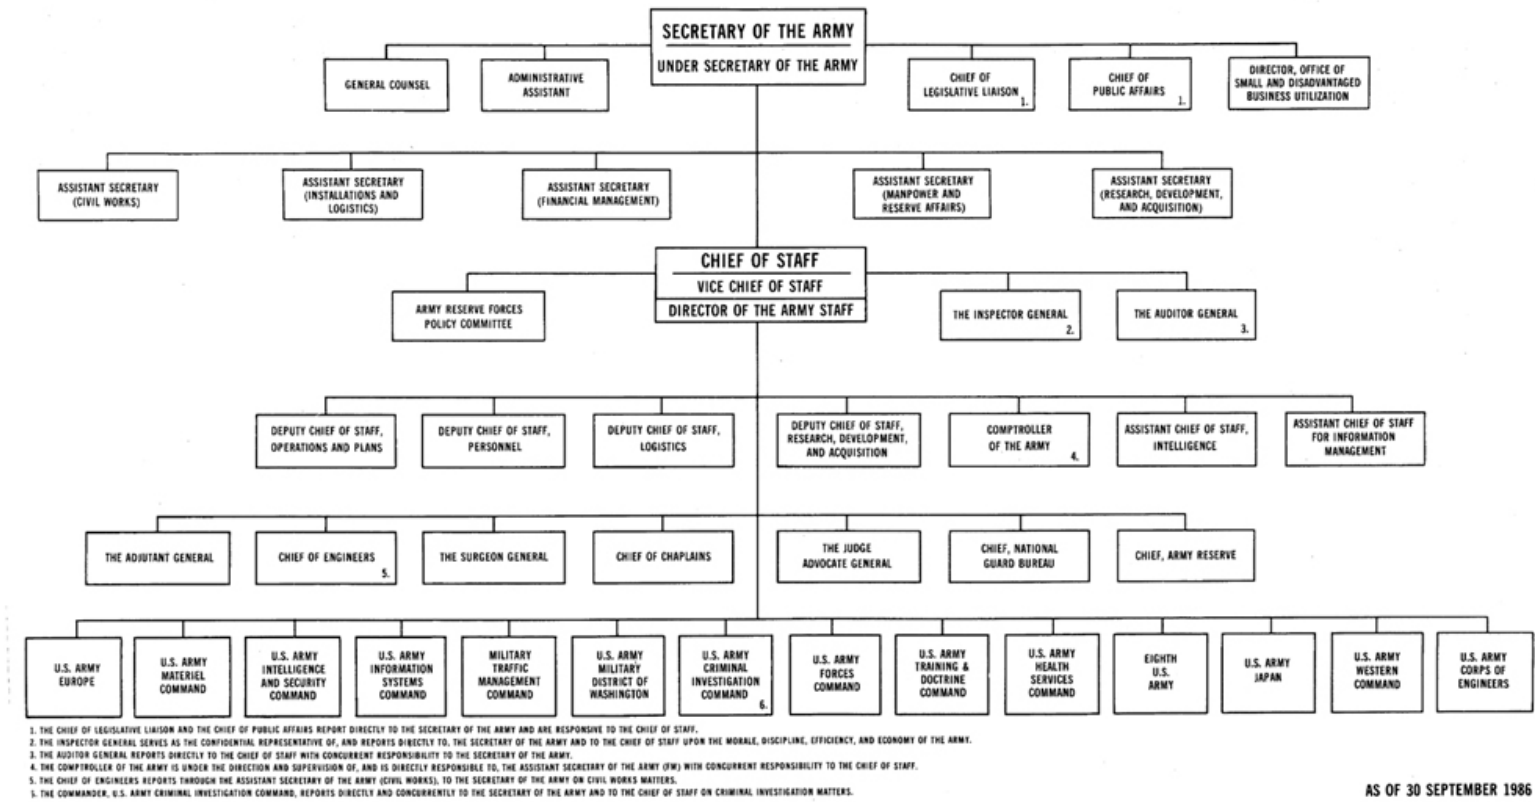 SECRETARY OF THE ARMY
UNDER SECRETARY OF THE ARMY
GENERAL COUNSEL
ADMINISTRATIVE
ASSISTANT
CHIEF OF
LEGISLATIVE LIAISON
1.
CHIEF OF
PUBLIC AFFAIRS
1.
DIRECTOR, OFFICE OF
SMALL AND DISADVANTAGED
BUSINESS UTILIZATION
ASSISTANT SECRETARY
(CIVIL WORKS)
ASSISTANT SECRETARY
(INSTALLATIONS AND
LOGISTICS)
ASSISTANT SECRETARY
(FINANCIAL MANAGEMENT)
ASSISTANT SECRETARY
(MANPOWER AND
RESERVE AFFAIRS)
ASSISTANT SECRETARY
(RESEARCH, DEVELOPMENT,
AND ACQUISITION)
CHIEF OF STAFF
VICE CHIEF OF STAFF
DIRECTOR OF THE ARMY STAFF
ARMY RESERVE FORCES
POLICY COMMITTEE
THE INSPECTOR GENERAL
2.
THE AUDITOR GENERAL
3.
DEPUTY CHIEF OF STAFF,
OPERATIONS AND PLANS
DEPUTY CHIEF OF STAFF,
PERSONNEL
DEPUTY CHIEF OF STAFF,
LOGISTICS
DEPUTY CHIEF OF STAFF,
RESEARCH, DEVELOPMENT,
AND ACQUISITION
COMPTROLLER
OF THE ARMY
4.
ASSISTANT CHIEF OF STAFF,
INTELLIGENCE
ASSISTANT CHIEF OF STAFF
FOR INFORMATION
MANAGEMENT
THE ADJUTANT GENERAL
CHIEF OF ENGINEERS
5.
THE SURGEON GENERAL
CHIEF OF CHAPLAINS
THE JUDGE
ADVOCATE GENERAL
CHIEF, NATIONAL
GUARD BUREAU
CHIEF, ARMY RESERVE
U.S. ARMY
EUROPE
U.S. ARMY
MATERIEL
COMMAND
U.S. ARMY
INTELLIGENCE
AND SECURITY
COMMAND
U.S. ARMY
INFORMATION
SYSTEMS
COMMAND
MILITARY
TRAFFIC
MANAGEMENT
COMMAND
U.S. ARMY
MILITARY
DISTRICT OF
WASHINGTON
U.S. ARMY
CRIMINAL
INVESTIGATION
COMMAND
6.
U.S. ARMY
FORCES
COMMAND
U.S. ARMY
TRAINING &
DOCTRINE
COMMAND
U.S. ARMY
HEALTH
SERVICES
COMMAND
EIGHTH
U.S.
ARMY
U.S. ARMY
JAPAN
U.S. ARMY
WESTERN
COMMAND
U.S. ARMY
CORPS OF
ENGINEERS
1. THE CHIEF OF LEGISLATIVE LIAISON AND THE CHIEF OF PUBLIC AFFAIRS REPORT DIRECTLY TO THE SECRETARY OF THE ARMY AND ARE RESPONSIVE TO THE CHIEF OF STAFF.
2. THE INSPECTOR GENERAL SERVES AS THE CONFIDENTIAL REPRESENTATIVE OF, AND REPORTS DIRECTLY TO, THE SECRETARY OF THE ARMY AND TO THE CHIEF OF STAFF UPON THE MORALE, DISCIPLINE, EFFICIENCY, AND ECONOMY OF THE ARMY.
3. THE AUDITOR GENERAL REPORTS DIRECTLY TO THE CHIEF OF STAFF WITH CONCURRENT RESPONSIBILITY TO THE SECRETARY OF THE ARMY.
4. THE COMPTROLLER OF THE ARMY IS UNDER THE DIRECTION AND SUPERVISION OF, AND IS DIRECTLY RESPONSIBLE TO, THE ASSISTANT SECRETARY OF THE ARMY (FM) WITH CONCURRENT RESPONSIBILITY TO THE CHIEF OF STAFF.
5. THE CHIEF OF ENGINEERS REPORTS THROUGH THE ASSISTANT SECRETARY OF THE ARMY (CIVIL WORKS), TO THE SECRETARY OF THE ARMY ON CIVIL WORKS MATTERS.
THE COMMANDER, U.S. ARMY CRIMINAL INVESTIGATION COMMAND, REPORTS DIRECTLY AND CONCURRENTLY TO THE SECRETARY OF THE ARMY AND TO THE CHIEF OF STAFF ON CRIMINAL INVESTIGATION MATTERS.
AS OF 30 SEPTEMBER 1986